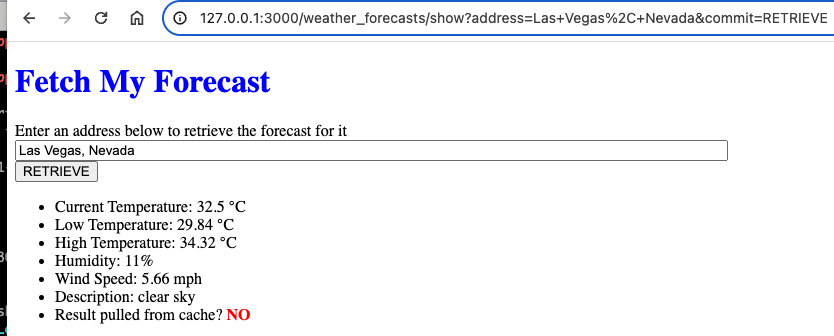 127.0.0.1:3000/weather_forecasts/show?address=Las+Vegas%2C+Nevada&commit=RETRIEVE
Fetch My Forecast
Enter an address below to retrieve the forecast for it
Las Vegas, Nevada
RETRIEVE
Current Temperature: 32.5 °C
Low Temperature: 29.84 °C
High Temperature: 34.32 °C
Humidity: 11%
Wind Speed: 5.66 mph
Description: clear sky
Result pulled from cache? NO